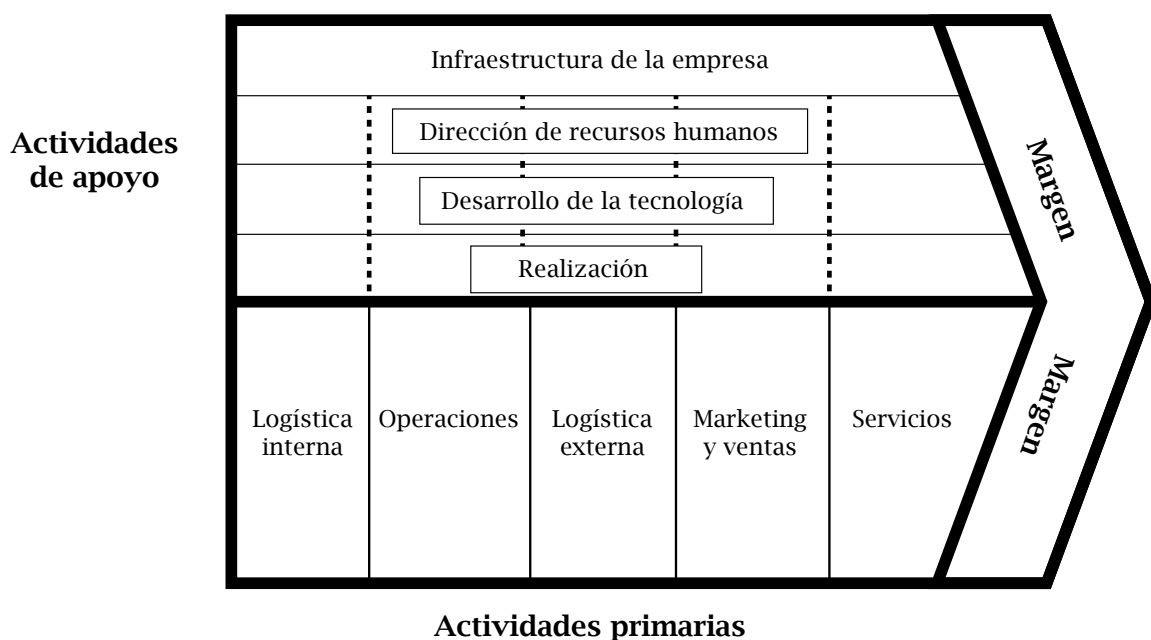 Infraestructura de la empresa
Actividades
de apoyo
Dirección de recursos humanos
Desarrollo de la tecnología
Realización
Margen
Margen
Logística
interna
Operaciones
Logística
externa
Marketing
y ventas
Servicios
Actividades primarias